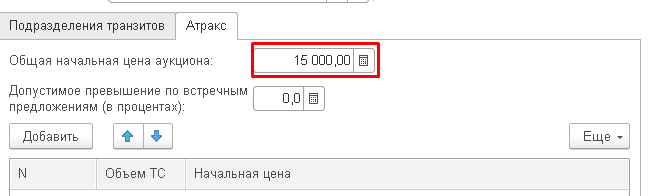 Подразделения транзитов Атракс
Общая начальная цена аукциона: 15 000,00
Допустимое превышение по встречным
предложениям (в процентах): 0,0
Добавить Еще
N Объем ТС Начальная цена